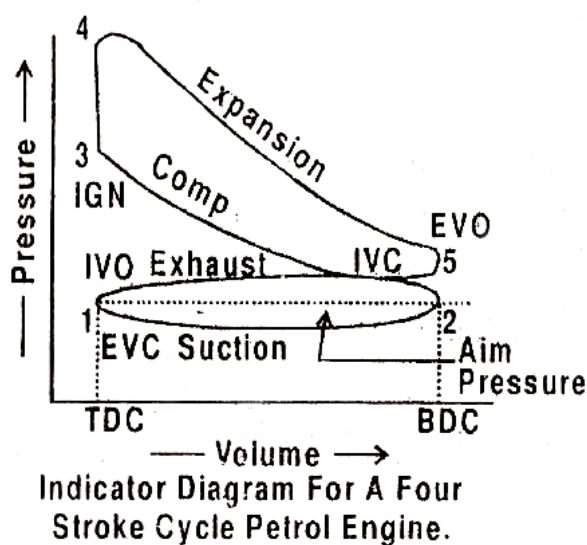 4
Expansion
Pressure
3
Comp
IGN
EVO
IVO Exhaust
IVC
5
1
2
EVC Suction
Aim
Pressure
TDC
BDC
Volume
Indicator Diagram For A Four
Stroke Cycle Petrol Engine.